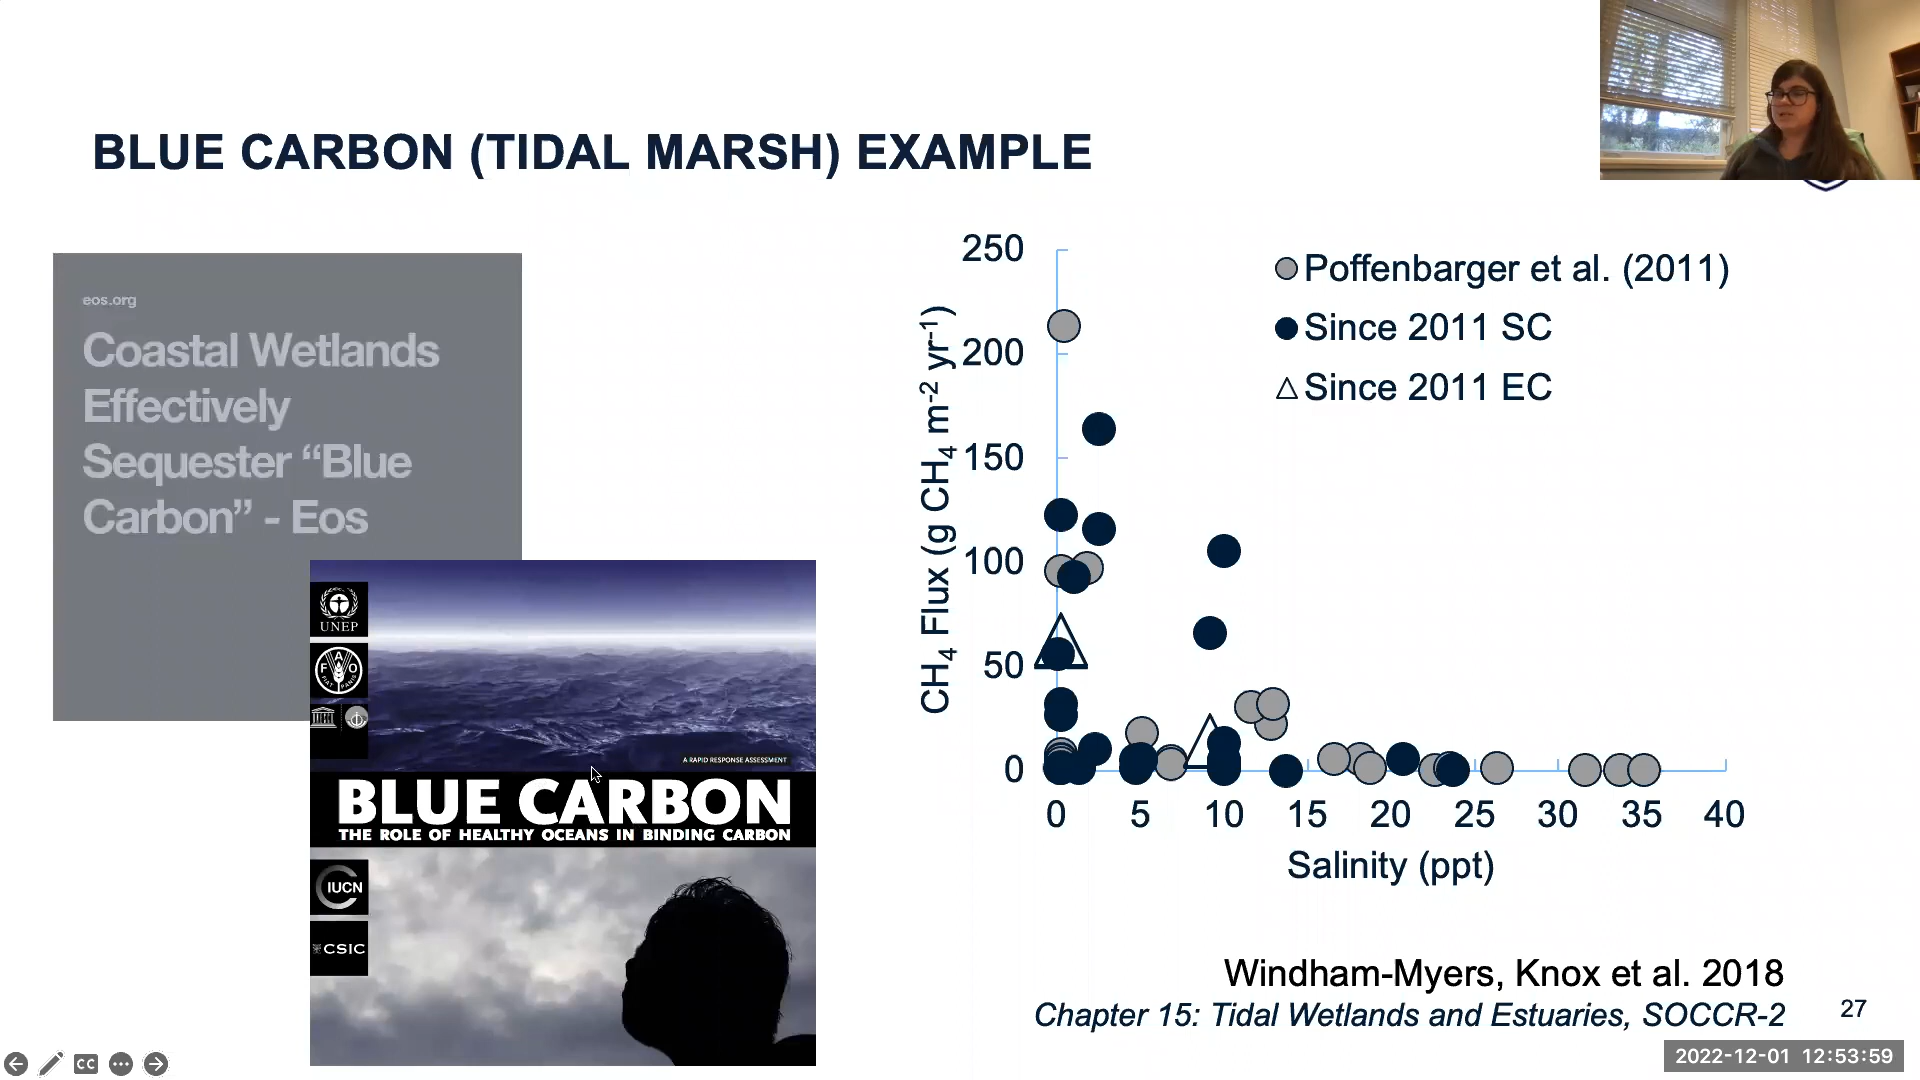 BLUE CARBON (TIDAL MARSH) EXAMPLE
eos.org
Coastal Wetlands
Effectively
Sequester “Blue
Carbon” - Eos
UNEP
F A O
FIAT PANIS
A RAPID RESPONSE ASSESSMENT
BLUE CARBON
THE ROLE OF HEALTHY OCEANS IN BINDING CARBON
IUCN
CSIC
CH₄ Flux (g CH₄ m⁻² yr⁻¹)
250
200
150
100
50
0
Poffenbarger et al. (2011)
Since 2011 SC
Since 2011 EC
0 5 10 15 20 25 30 35 40
Salinity (ppt)
Windham-Myers, Knox et al. 2018
Chapter 15: Tidal Wetlands and Estuaries, SOCCR-2
27
CC
2022-12-01 12:53:59